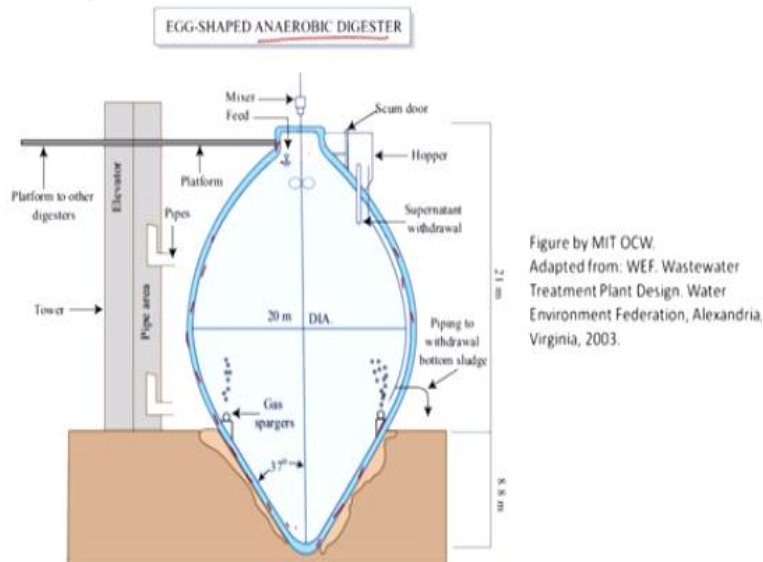 EGG-SHAPED ANAEROBIC DIGESTER
Mixer
Feed
Scum door
Hopper
Platform to other
digesters
Elevator
Platform
Pipes
Supernatant
withdrawal
Tower
Pipe area
20 m DIA.
21 m
Piping to
withdrawal
bottom sludge
Gas
spargers
37°
8.8 m
Figure by MIT OCW.
Adapted from: WEF. Wastewater
Treatment Plant Design. Water
Environment Federation, Alexandria,
Virginia, 2003.